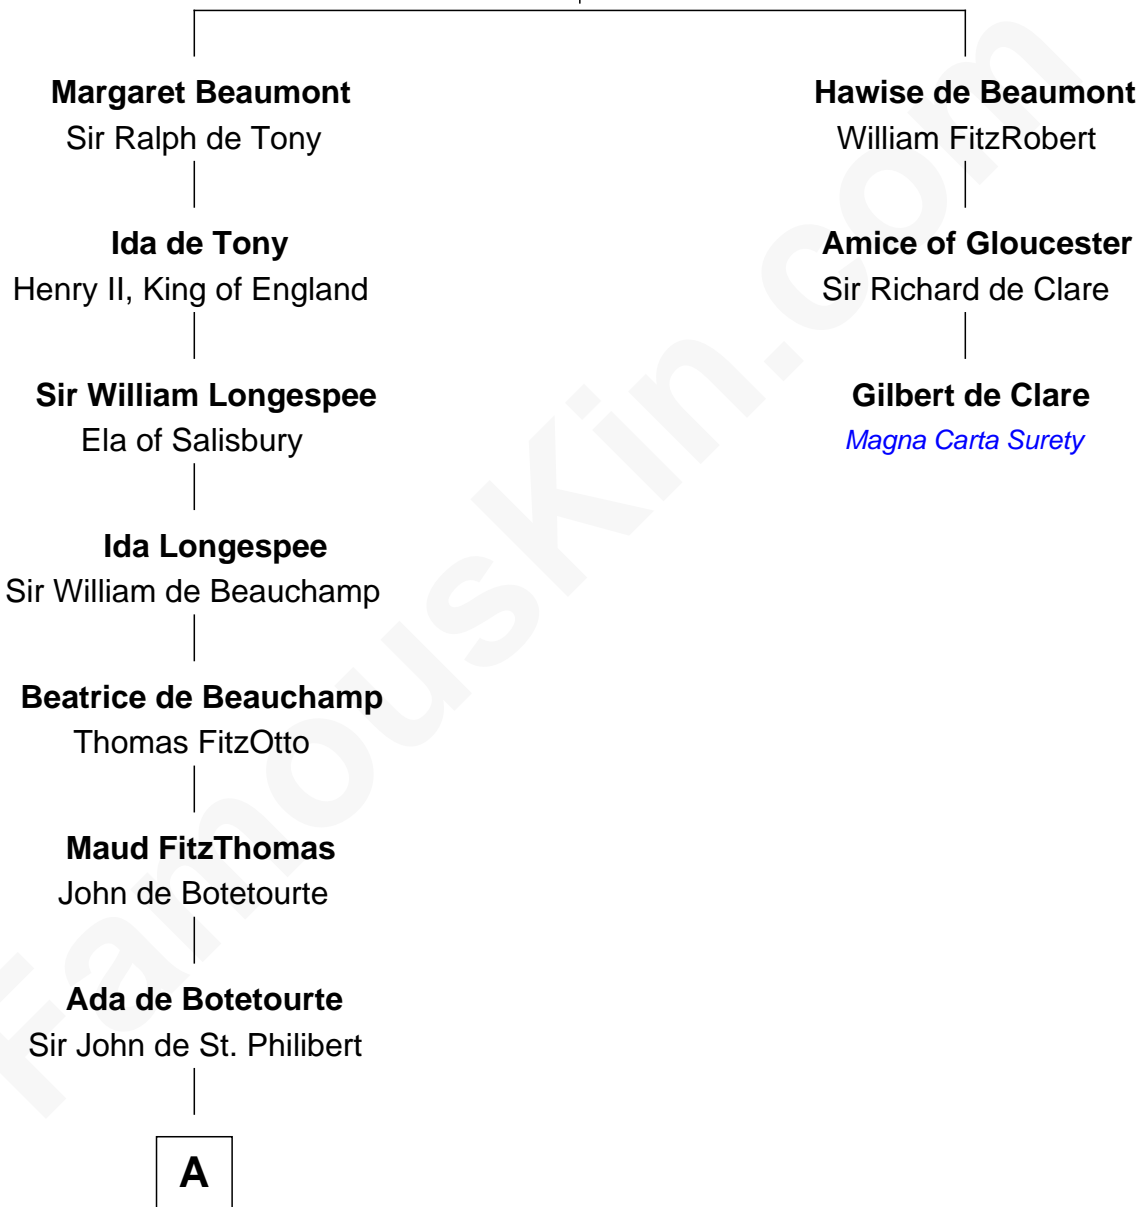 Margaret Beaumont
Sir Ralph de Tony
Hawise de Beaumont
William FitzRobert
Ida de Tony
Henry II, King of England
Amice of Gloucester
Sir Richard de Clare
Sir William Longespee
Ela of Salisbury
Gilbert de Clare
Magna Carta Surety
Ida Longespee
Sir William de Beauchamp
Beatrice de Beauchamp
Thomas FitzOtto
Maud FitzThomas
John de Botetourte
Ada de Botetourte
Sir John de St. Philibert
A
FamousKin.com